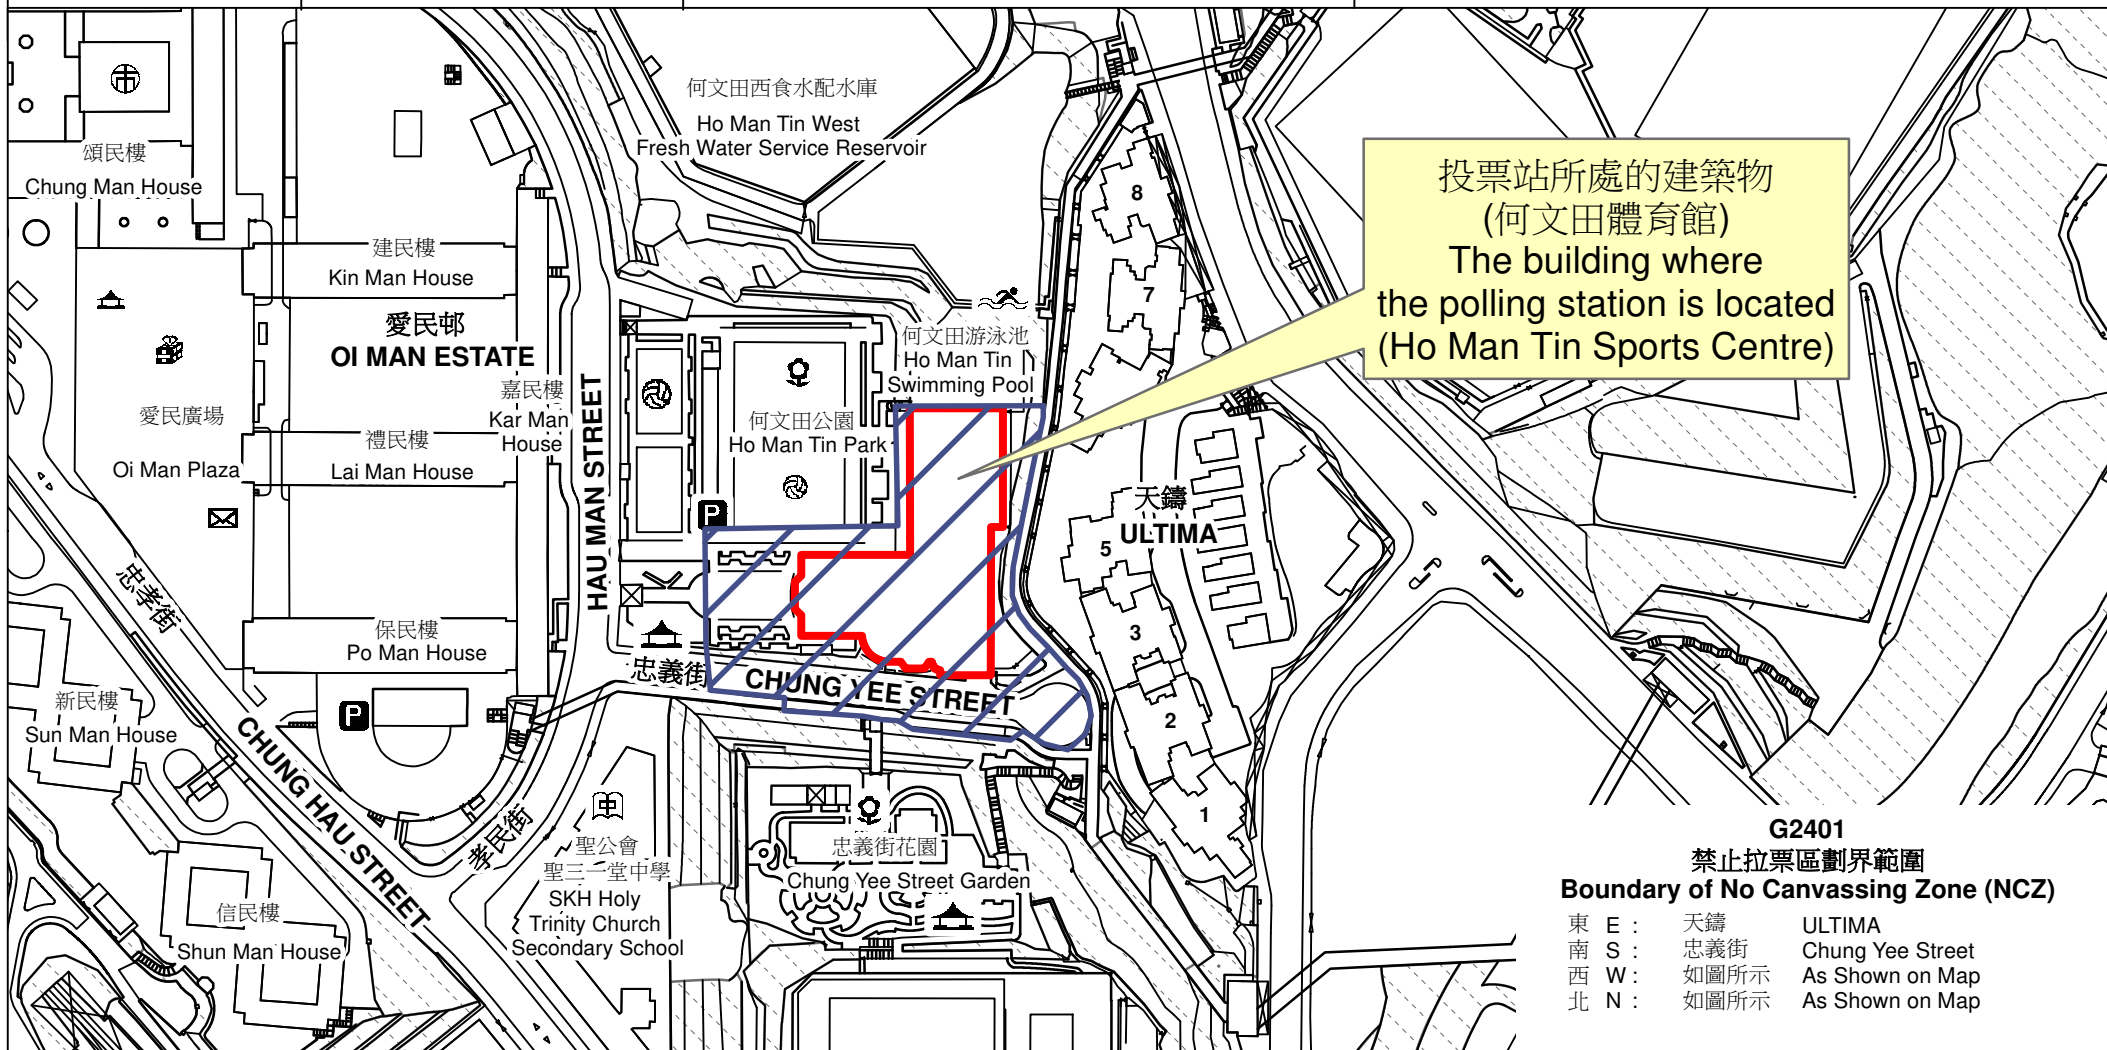 何文田西食水配水庫
Ho Man Tin West
Fresh Water Service Reservoir
頌民樓
Chung Man House
建民樓
Kin Man House
愛民邨
OI MAN ESTATE
嘉民樓
Kar Man
House
愛民廣場
Oi Man Plaza
禮民樓
Lai Man House
HAU MAN STREET
何文田游泳池
Ho Man Tin
Swimming Pool
何文田公園
Ho Man Tin Park
P
投票站所處的建築物
(何文田體育館)
The building where
the polling station is located
(Ho Man Tin Sports Centre)
8
7
天鑄
ULTIMA
5
3
2
1
忠孝街
CHUNG HAU STREET
保民樓
Po Man House
忠義街
CHUNG YEE STREET
新民樓
Sun Man House
P
孝民街
中
聖公會
聖三一堂中學
SKH Holy
Trinity Church
Secondary School
忠義街花園
Chung Yee Street Garden
信民樓
Shun Man House
G2401
禁止拉票區劃界範圍
Boundary of No Canvassing Zone (NCZ)
東 E : 天鑄 ULTIMA
南 S : 忠義街 Chung Yee Street
西 W : 如圖所示 As Shown on Map
北 N : 如圖所示 As Shown on Map